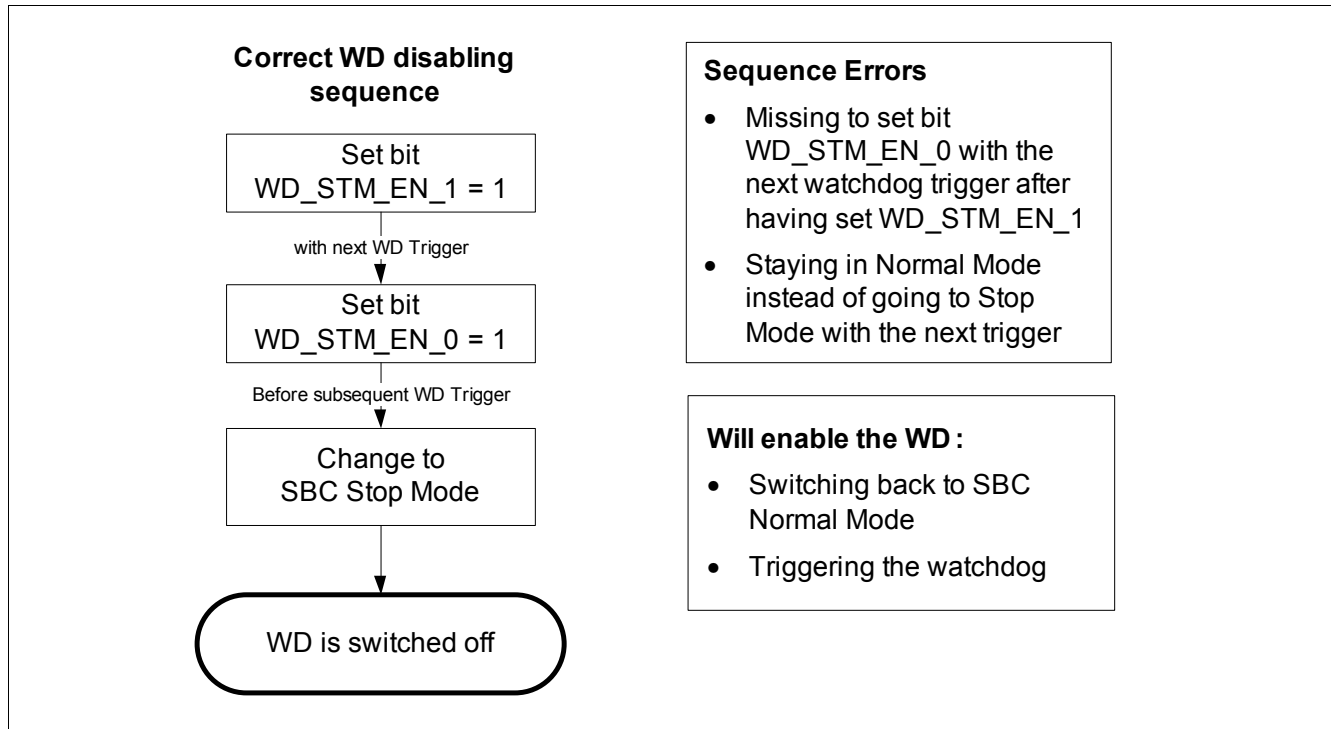 Correct WD disabling
sequence
Set bit
WD_STM_EN_1 = 1
with next WD Trigger
Set bit
WD_STM_EN_0 = 1
Before subsequent WD Trigger
Change to
SBC Stop Mode
WD is switched off
Sequence Errors
• Missing to set bit
WD_STM_EN_0 with the
next watchdog trigger after
having set WD_STM_EN_1
• Staying in Normal Mode
instead of going to Stop
Mode with the next trigger
Will enable the WD :
• Switching back to SBC
Normal Mode
• Triggering the watchdog